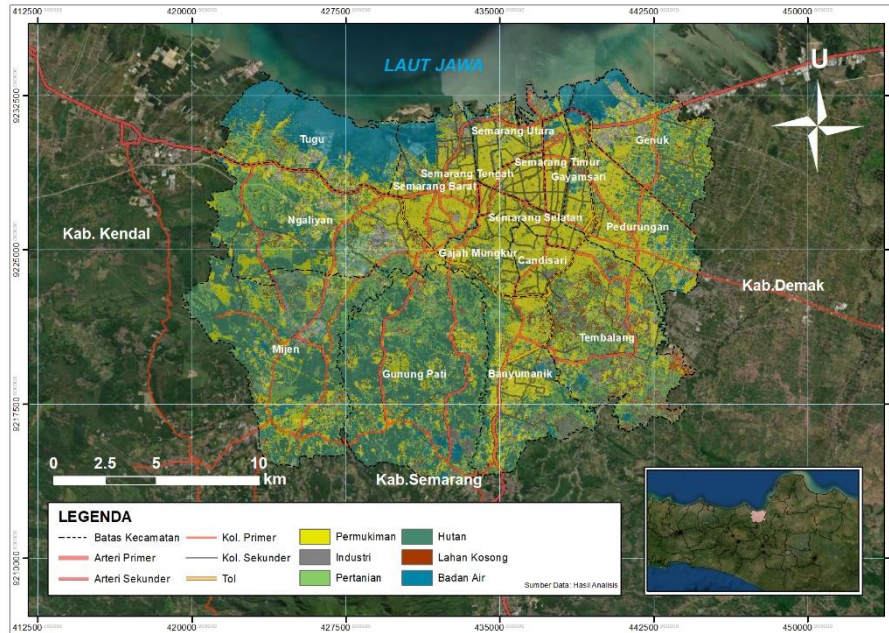 412500
420000
427500
435000
442500
450000
LAUT JAWA
U
9232500
Tugu
Semarang Utara
Genuk
Semarang Timur
Semarang Tengah
Gayamsari
Semarang Barat
Ngaliyan
Semarang Selatan
Pedurungan
Kab. Kendal
9225000
Gajah Mungkur
Candisari
Kab.Demak
Mijen
Tembalang
Gunung Pati
Banyumanik
9217500
0 2.5 5 10
km
Kab.Semarang
LEGENDA
Batas Kecamatan
Arteri Primer
Arteri Sekunder
Kol. Primer
Kol. Sekunder
Tol
Permukiman
Industri
Pertanian
Hutan
Lahan Kosong
Badan Air
Sumber Data: Hasil Analisis
9210000
412500
420000
427500
435000
442500
450000